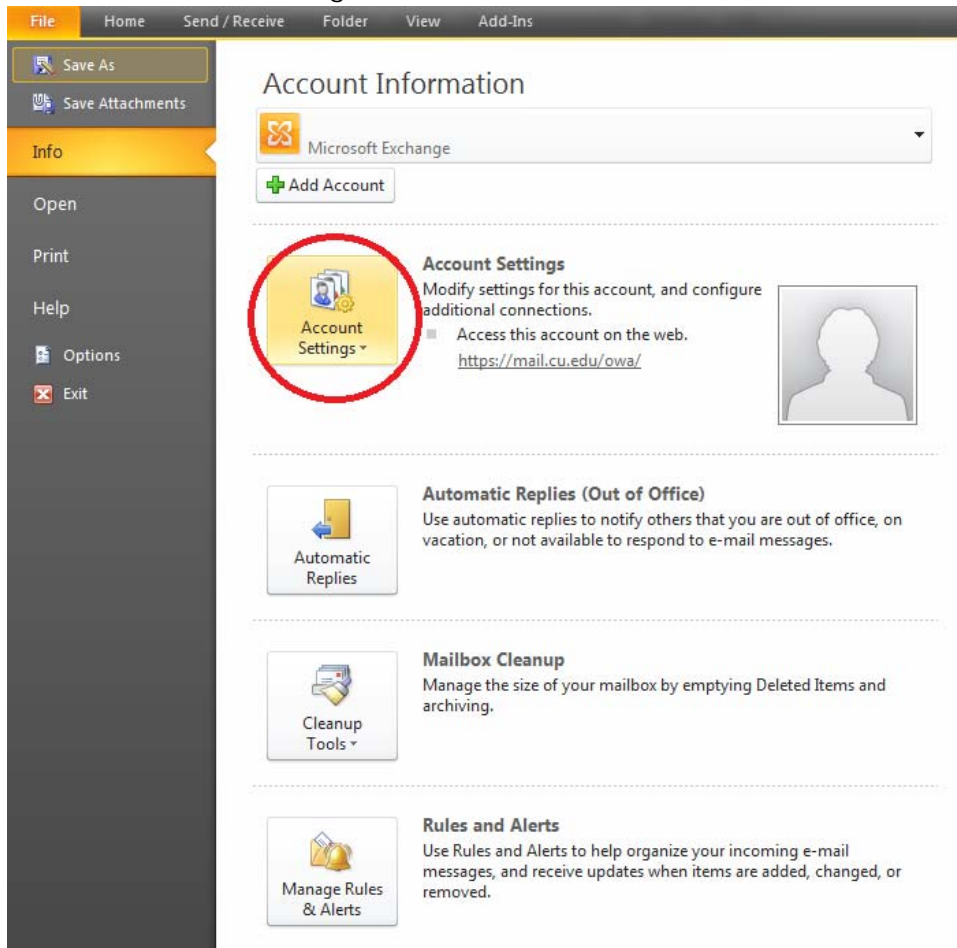 File Home Send / Receive Folder View Add-Ins
Save As
Save Attachments
Info
Open
Print
Help
Options
Exit
Account Information
Microsoft Exchange
Add Account
Account
Settings
Account Settings
Modify settings for this account, and configure
additional connections.
Access this account on the web.
https://mail.cu.edu/owa/
Automatic
Replies
Automatic Replies (Out of Office)
Use automatic replies to notify others that you are out of office, on
vacation, or not available to respond to e-mail messages.
Cleanup
Tools
Mailbox Cleanup
Manage the size of your mailbox by emptying Deleted Items and
archiving.
Manage Rules
& Alerts
Rules and Alerts
Use Rules and Alerts to help organize your incoming e-mail
messages, and receive updates when items are added, changed, or
removed.